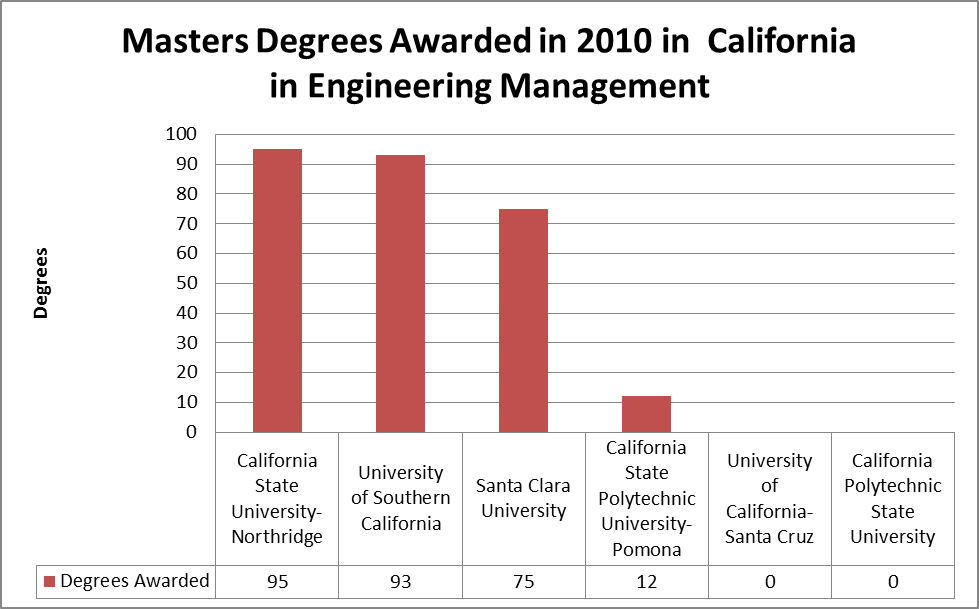 Masters Degrees Awarded in 2010 in  California
in Engineering Management
Degrees
100
90
80
70
60
50
40
30
20
10
0
California
State
University-
Northridge
University
of Southern
California
Santa Clara
University
California
State
Polytechnic
University-
Pomona
University
of
California-
Santa Cruz
California
Polytechnic
State
University
Degrees Awarded 95 93 75 12 0 0